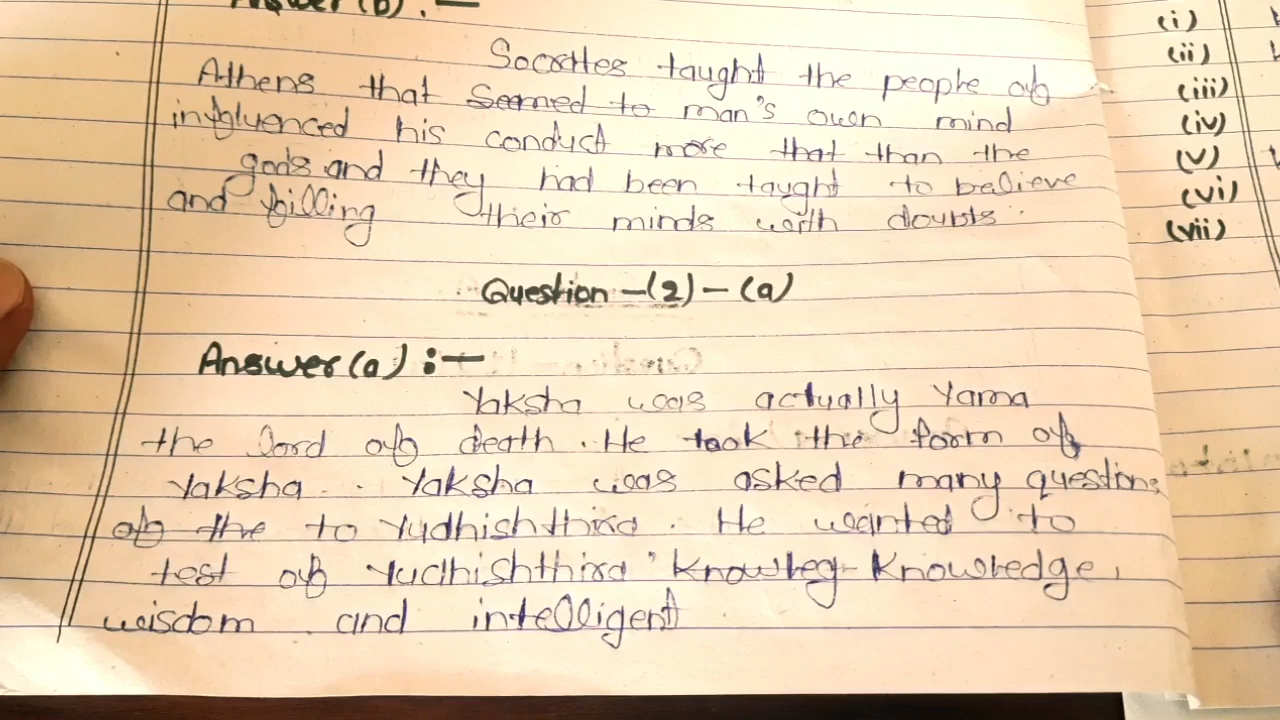 Answer (b) :-
Socrates taught the people of
Athens that seemed to man's own mind
influenced his conduct more that than the
gods and they had been taught to believe
and filling their minds with doubts.
Question -(2) - (a)
Answer (a) :-
Yaksha was actually Yama
the lord of death. He took the form of
Yaksha. Yaksha was asked many questions
of the to Yudhishthira. He wanted to
test of Yudhishthira' Knowleg Knowledge,
wisdom and intelligent
(i)
(ii)
(iii)
(iv)
(v)
(vi)
(vii)